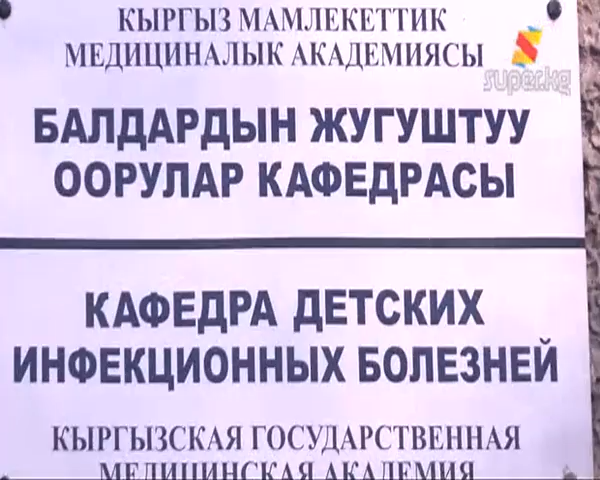 КЫРГЫЗ МАМЛЕКЕТТИК
МЕДИЦИНАЛЫК АКАДЕМИЯСЫ
super.kg
БАЛДАРДЫН ЖУГУШТУУ
ООРУЛАР КАФЕДРАСЫ
КАФЕДРА ДЕТСКИХ
ИНФЕКЦИОННЫХ БОЛЕЗНЕЙ
КЫРГЫЗСКАЯ ГОСУДАРСТВЕННАЯ
МЕДИЦИНСКАЯ АКАДЕМИЯ